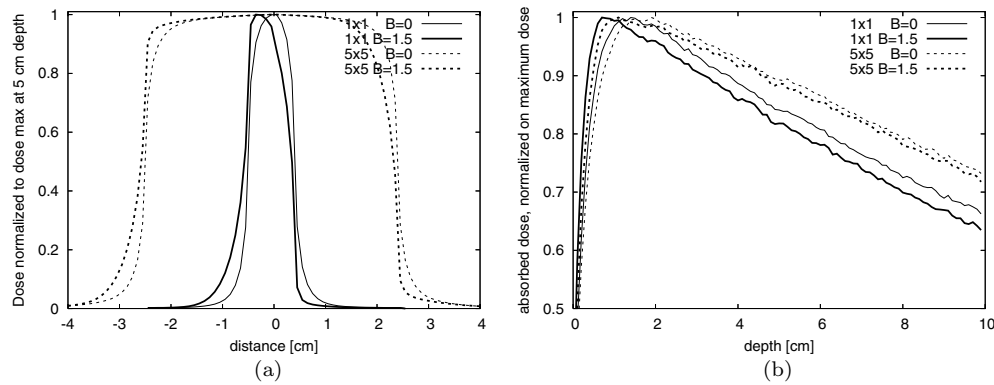 Dose normalized to dose max at 5 cm depth
1
0.8
0.6
0.4
0.2
0
-4 -3 -2 -1 0 1 2 3 4
distance [cm]
1x1 B=0
1x1 B=1.5
5x5 B=0
5x5 B=1.5
(a)
absorbed dose, normalized on maximum dose
1
0.9
0.8
0.7
0.6
0.5
0 2 4 6 8 10
depth [cm]
1x1 B=0
1x1 B=1.5
5x5 B=0
5x5 B=1.5
(b)